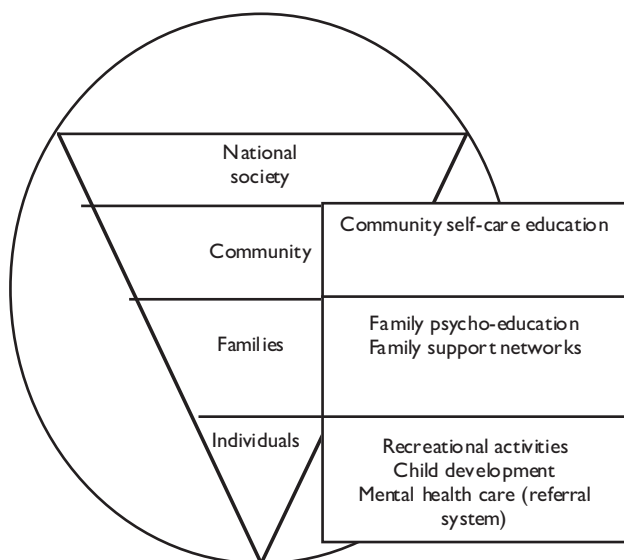 National
society
Community
Community self-care education
Families
Family psycho-education
Family support networks
Individuals
Recreational activities
Child development
Mental health care (referral
system)